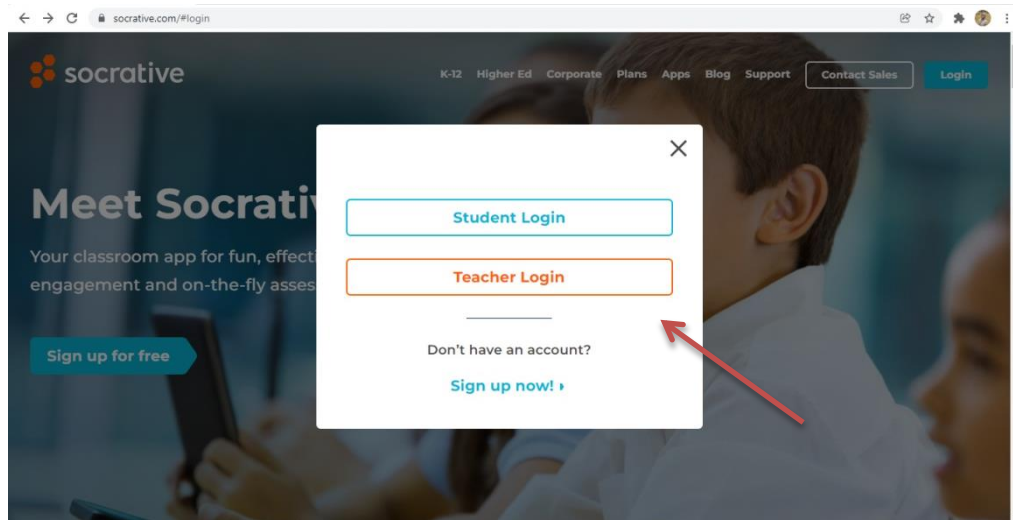 socrative.com/#login
socrative
K-12 Higher Ed Corporate Plans Apps Blog Support Contact Sales Login
Meet Socrati
Your classroom app for fun, effecti
engagement and on-the-fly asses
Sign up for free
Student Login
Teacher Login
Don't have an account?
Sign up now!